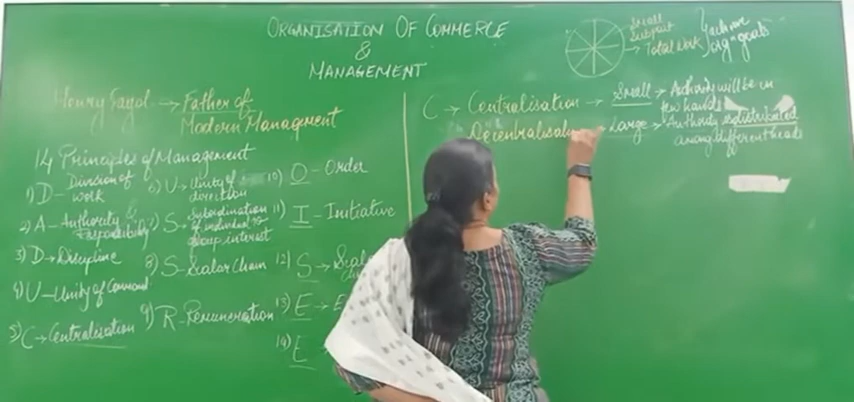 ORGANISATION OF COMMERCE
&
MANAGEMENT
Small
Subpart
→ Total Work
achieve
orgⁿ goals
Henry Fayol → Father of
Modern Management
14 Principles of Management
1) D - Division of
work
2) A - Authority &
Responsibility
3) D → Discipline
4) U - Unity of Command
5) C → Centralisation
6) U → Unity of
direction
7) S - Subordination
of individual to
group interest
8) S - Scalar Chain
9) R - Remuneration
10) O - Order
11) I - Initiative
12) S →
13) E →
14) E
C → Centralisation → Small → Authority will be in
few hands
Decentralisati Large → Authority is distributed
among different heads